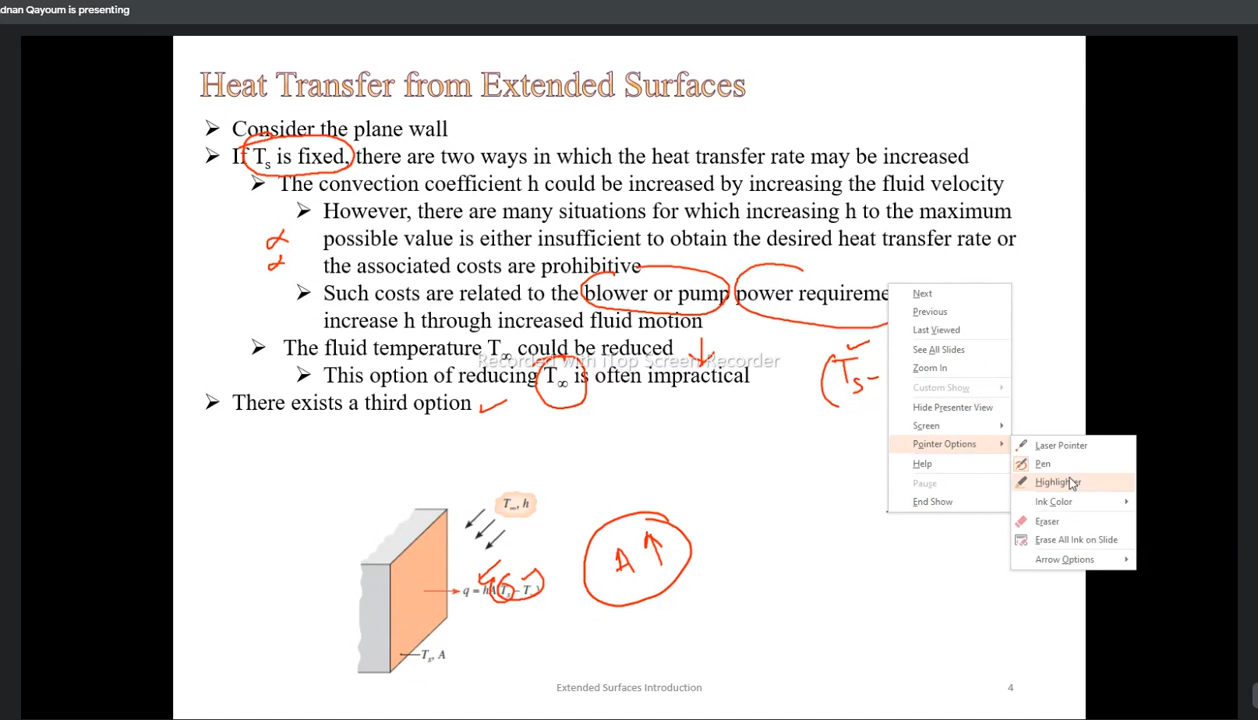 dnan Qayoum is presenting
Heat Transfer from Extended Surfaces
➢ Consider the plane wall
➢ If Ts is fixed, there are two ways in which the heat transfer rate may be increased
➢ The convection coefficient h could be increased by increasing the fluid velocity
➢ However, there are many situations for which increasing h to the maximum
possible value is either insufficient to obtain the desired heat transfer rate or
the associated costs are prohibitive
➢ Such costs are related to the blower or pump power requireme
increase h through increased fluid motion
➢ The fluid temperature T∞ could be reduced
Recorded with iTop Screen Recorder
➢ This option of reducing T∞ is often impractical
➢ There exists a third option
(Ts-
Next
Previous
Last Viewed
See All Slides
Zoom In
Custom Show
Hide Presenter View
Screen
Pointer Options
Help
Pause
End Show
Laser Pointer
Pen
Highlighter
Ink Color
Eraser
Erase All Ink on Slide
Arrow Options
T∞, h
A ↑
q = hA(Ts – T
Ts, A
Extended Surfaces Introduction
4